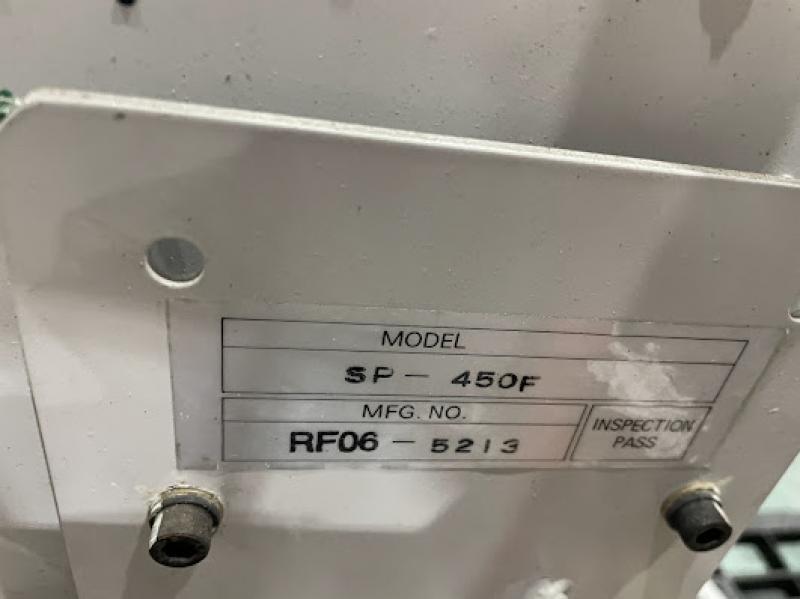 MODEL
SP - 450F
MFG. NO.
RF06 - 5213
INSPECTION
PASS